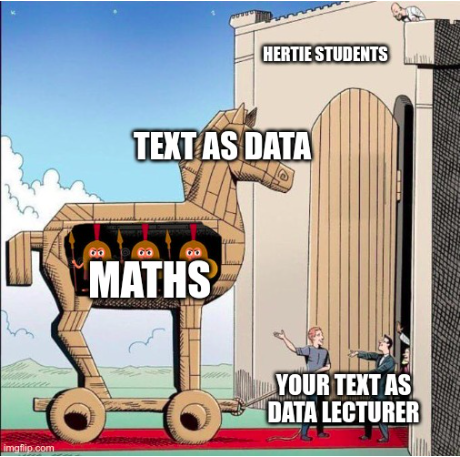 HERTIE STUDENTS
TEXT AS DATA
MATHS
YOUR TEXT AS
DATA LECTURER
imgflip.com